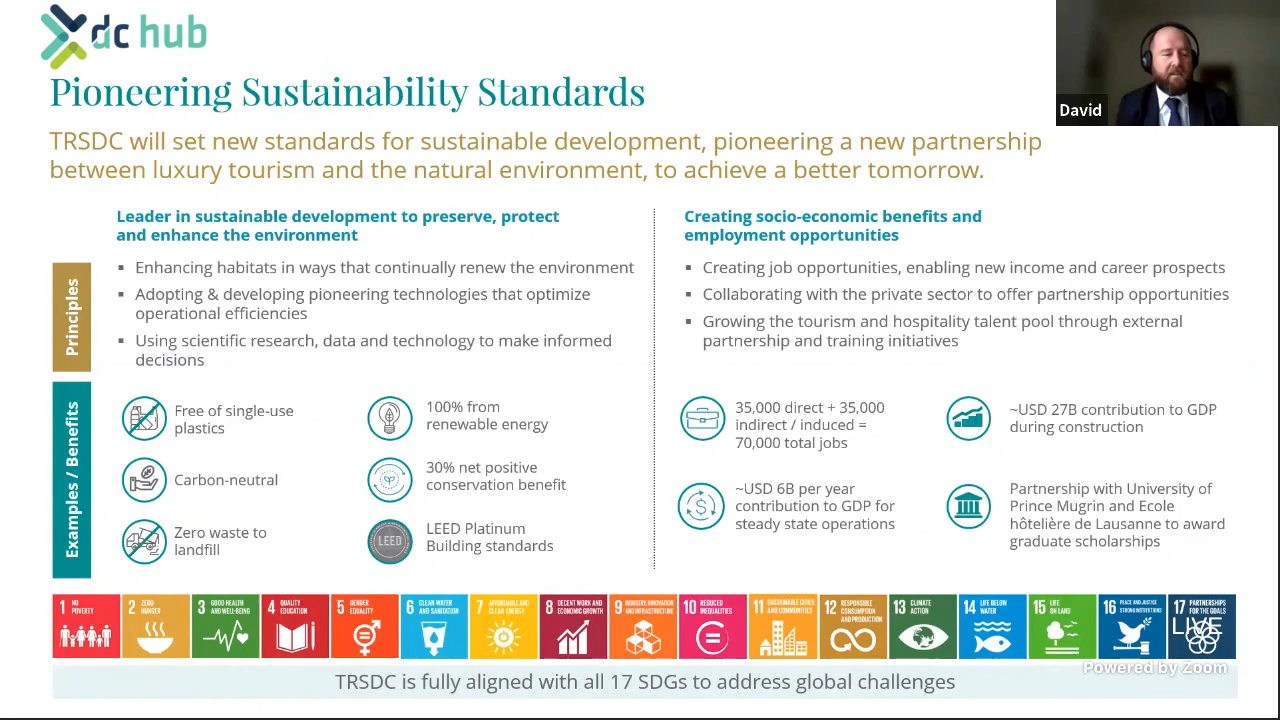 dc hub
David
Pioneering Sustainability Standards
TRSDC will set new standards for sustainable development, pioneering a new partnership
between luxury tourism and the natural environment, to achieve a better tomorrow.
Leader in sustainable development to preserve, protect
and enhance the environment
Creating socio-economic benefits and
employment opportunities
Principles
▪ Enhancing habitats in ways that continually renew the environment
▪ Adopting & developing pioneering technologies that optimize
operational efficiencies
▪ Using scientific research, data and technology to make informed
decisions
▪ Creating job opportunities, enabling new income and career prospects
▪ Collaborating with the private sector to offer partnership opportunities
▪ Growing the tourism and hospitality talent pool through external
partnership and training initiatives
Examples / Benefits
Free of single-use
plastics
100% from
renewable energy
Carbon-neutral
30% net positive
conservation benefit
Zero waste to
landfill
LEED
LEED Platinum
Building standards
35,000 direct + 35,000
indirect / induced =
70,000 total jobs
~USD 27B contribution to GDP
during construction
~USD 6B per year
contribution to GDP for
steady state operations
Partnership with University of
Prince Mugrin and Ecole
hôtelière de Lausanne to award
graduate scholarships
1 NO
POVERTY
2 ZERO
HUNGER
3 GOOD HEALTH
AND WELL-BEING
4 QUALITY
EDUCATION
5 GENDER
EQUALITY
6 CLEAN WATER
AND SANITATION
7 AFFORDABLE AND
CLEAN ENERGY
8 DECENT WORK AND
ECONOMIC GROWTH
9 INDUSTRY, INNOVATION
AND INFRASTRUCTURE
10 REDUCED
INEQUALITIES
11 SUSTAINABLE CITIES
AND COMMUNITIES
12 RESPONSIBLE
CONSUMPTION
AND PRODUCTION
13 CLIMATE
ACTION
14 LIFE BELOW
WATER
15 LIFE
ON LAND
16 PEACE AND JUSTICE
STRONG INSTITUTIONS
17 PARTNERSHIPS
FOR THE GOALS
LIVE
Powered by Zoom
TRSDC is fully aligned with all 17 SDGs to address global challenges